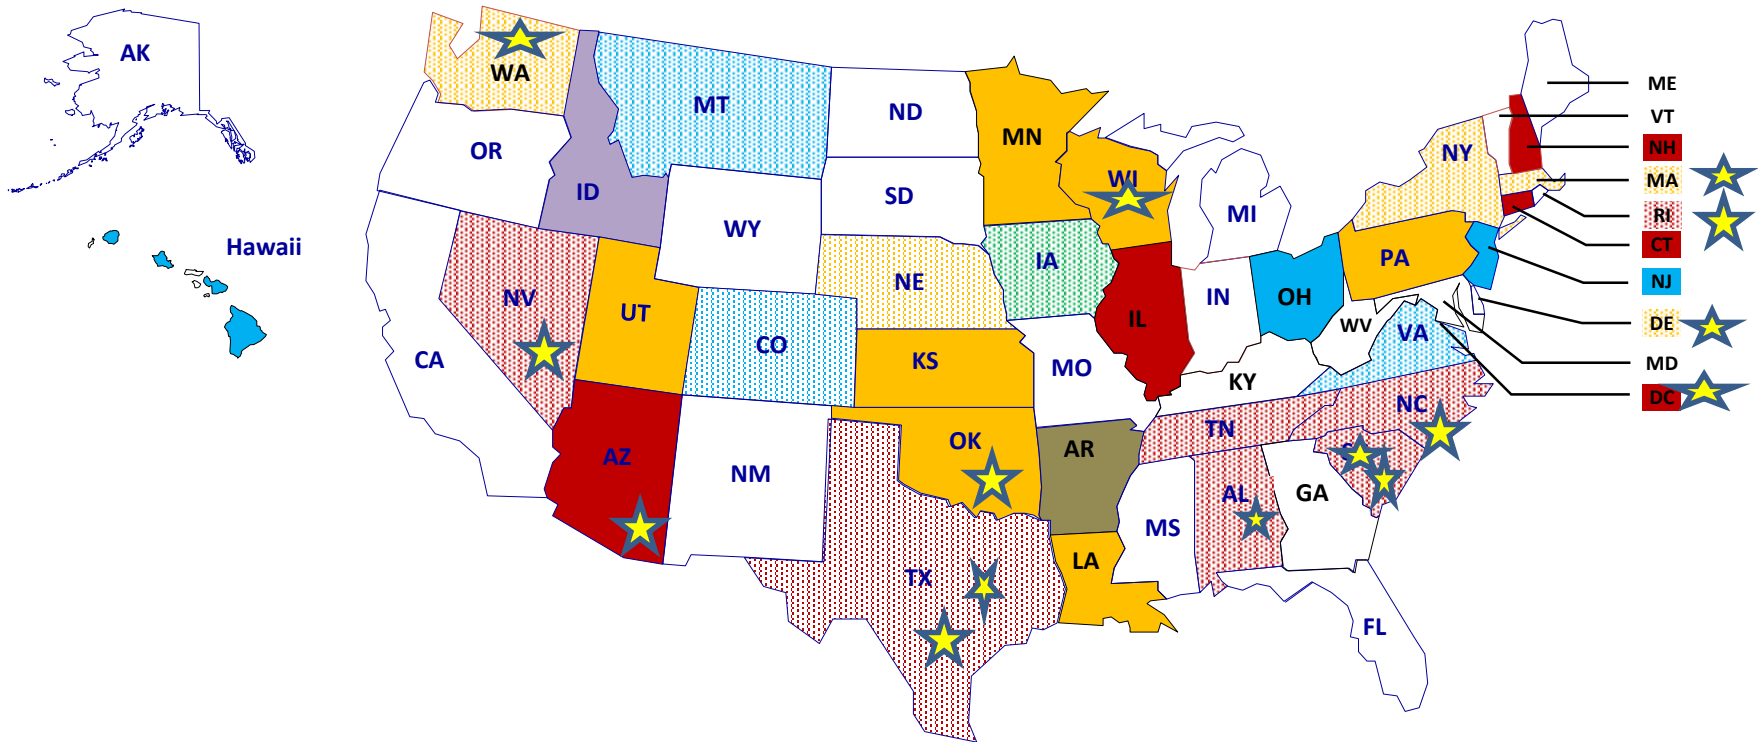 AK
WA
MT
ND
MN
ME
VT
OR
ID
SD
WI
NY
NH
MA
WY
MI
RI
Hawaii
CT
NV
UT
NE
IA
PA
NJ
IL
IN
OH
WV
VA
DE
CA
CO
KS
MO
KY
MD
DC
AZ
NM
OK
AR
TN
NC
S
MS
AL
GA
TX
LA
FL